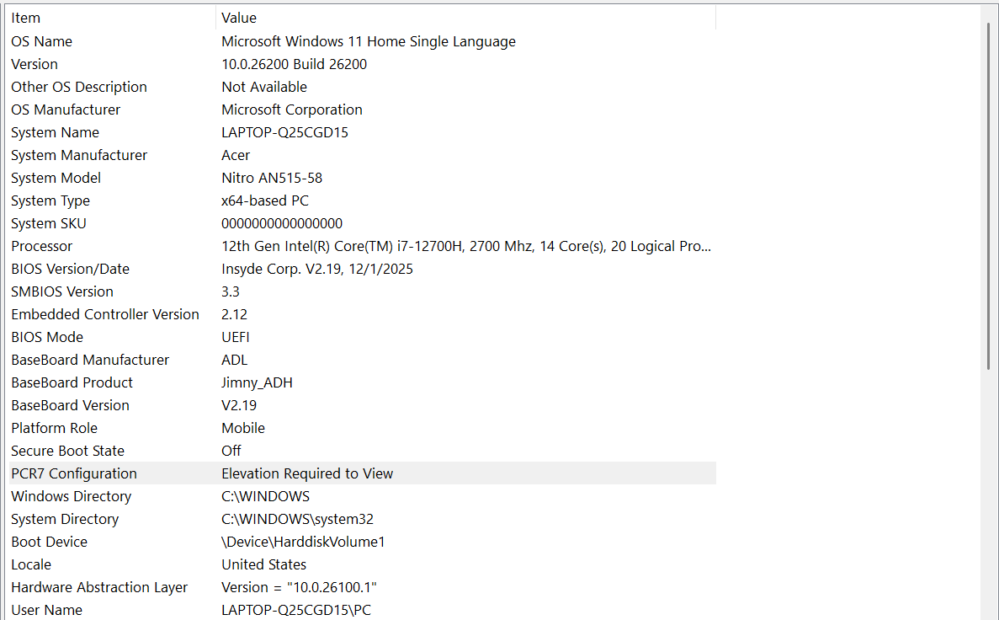 Item Value
OS Name Microsoft Windows 11 Home Single Language
Version 10.0.26200 Build 26200
Other OS Description Not Available
OS Manufacturer Microsoft Corporation
System Name LAPTOP-Q25CGD15
System Manufacturer Acer
System Model Nitro AN515-58
System Type x64-based PC
System SKU 0000000000000000
Processor 12th Gen Intel(R) Core(TM) i7-12700H, 2700 Mhz, 14 Core(s), 20 Logical Pro...
BIOS Version/Date Insyde Corp. V2.19, 12/1/2025
SMBIOS Version 3.3
Embedded Controller Version 2.12
BIOS Mode UEFI
BaseBoard Manufacturer ADL
BaseBoard Product Jimny_ADH
BaseBoard Version V2.19
Platform Role Mobile
Secure Boot State Off
PCR7 Configuration Elevation Required to View
Windows Directory C:\WINDOWS
System Directory C:\WINDOWS\system32
Boot Device \Device\HarddiskVolume1
Locale United States
Hardware Abstraction Layer Version = "10.0.26100.1"
User Name LAPTOP-Q25CGD15\PC